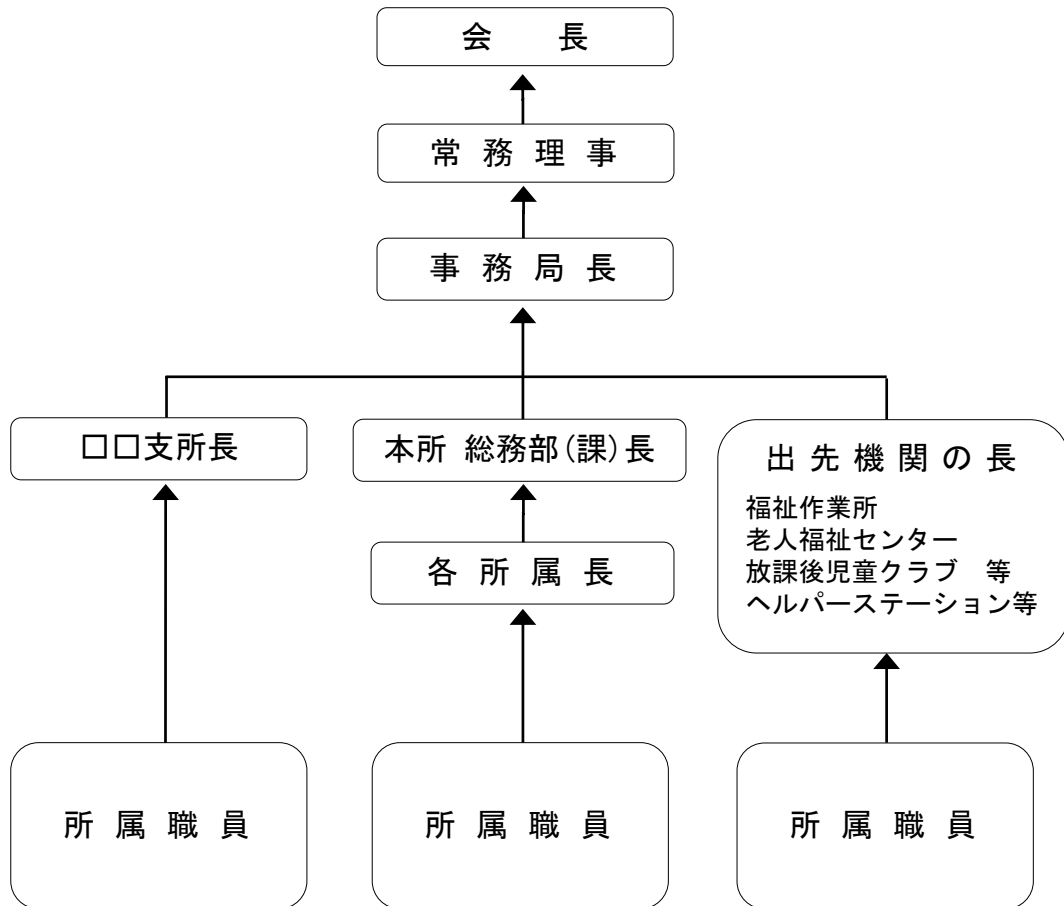 会　長
常務理事
事務局長
□□支所長
本所 総務部(課)長
出先機関の長
福祉作業所
老人福祉センター
放課後児童クラブ　等
ヘルパーステーション等
各所属長
所属職員
所属職員
所属職員